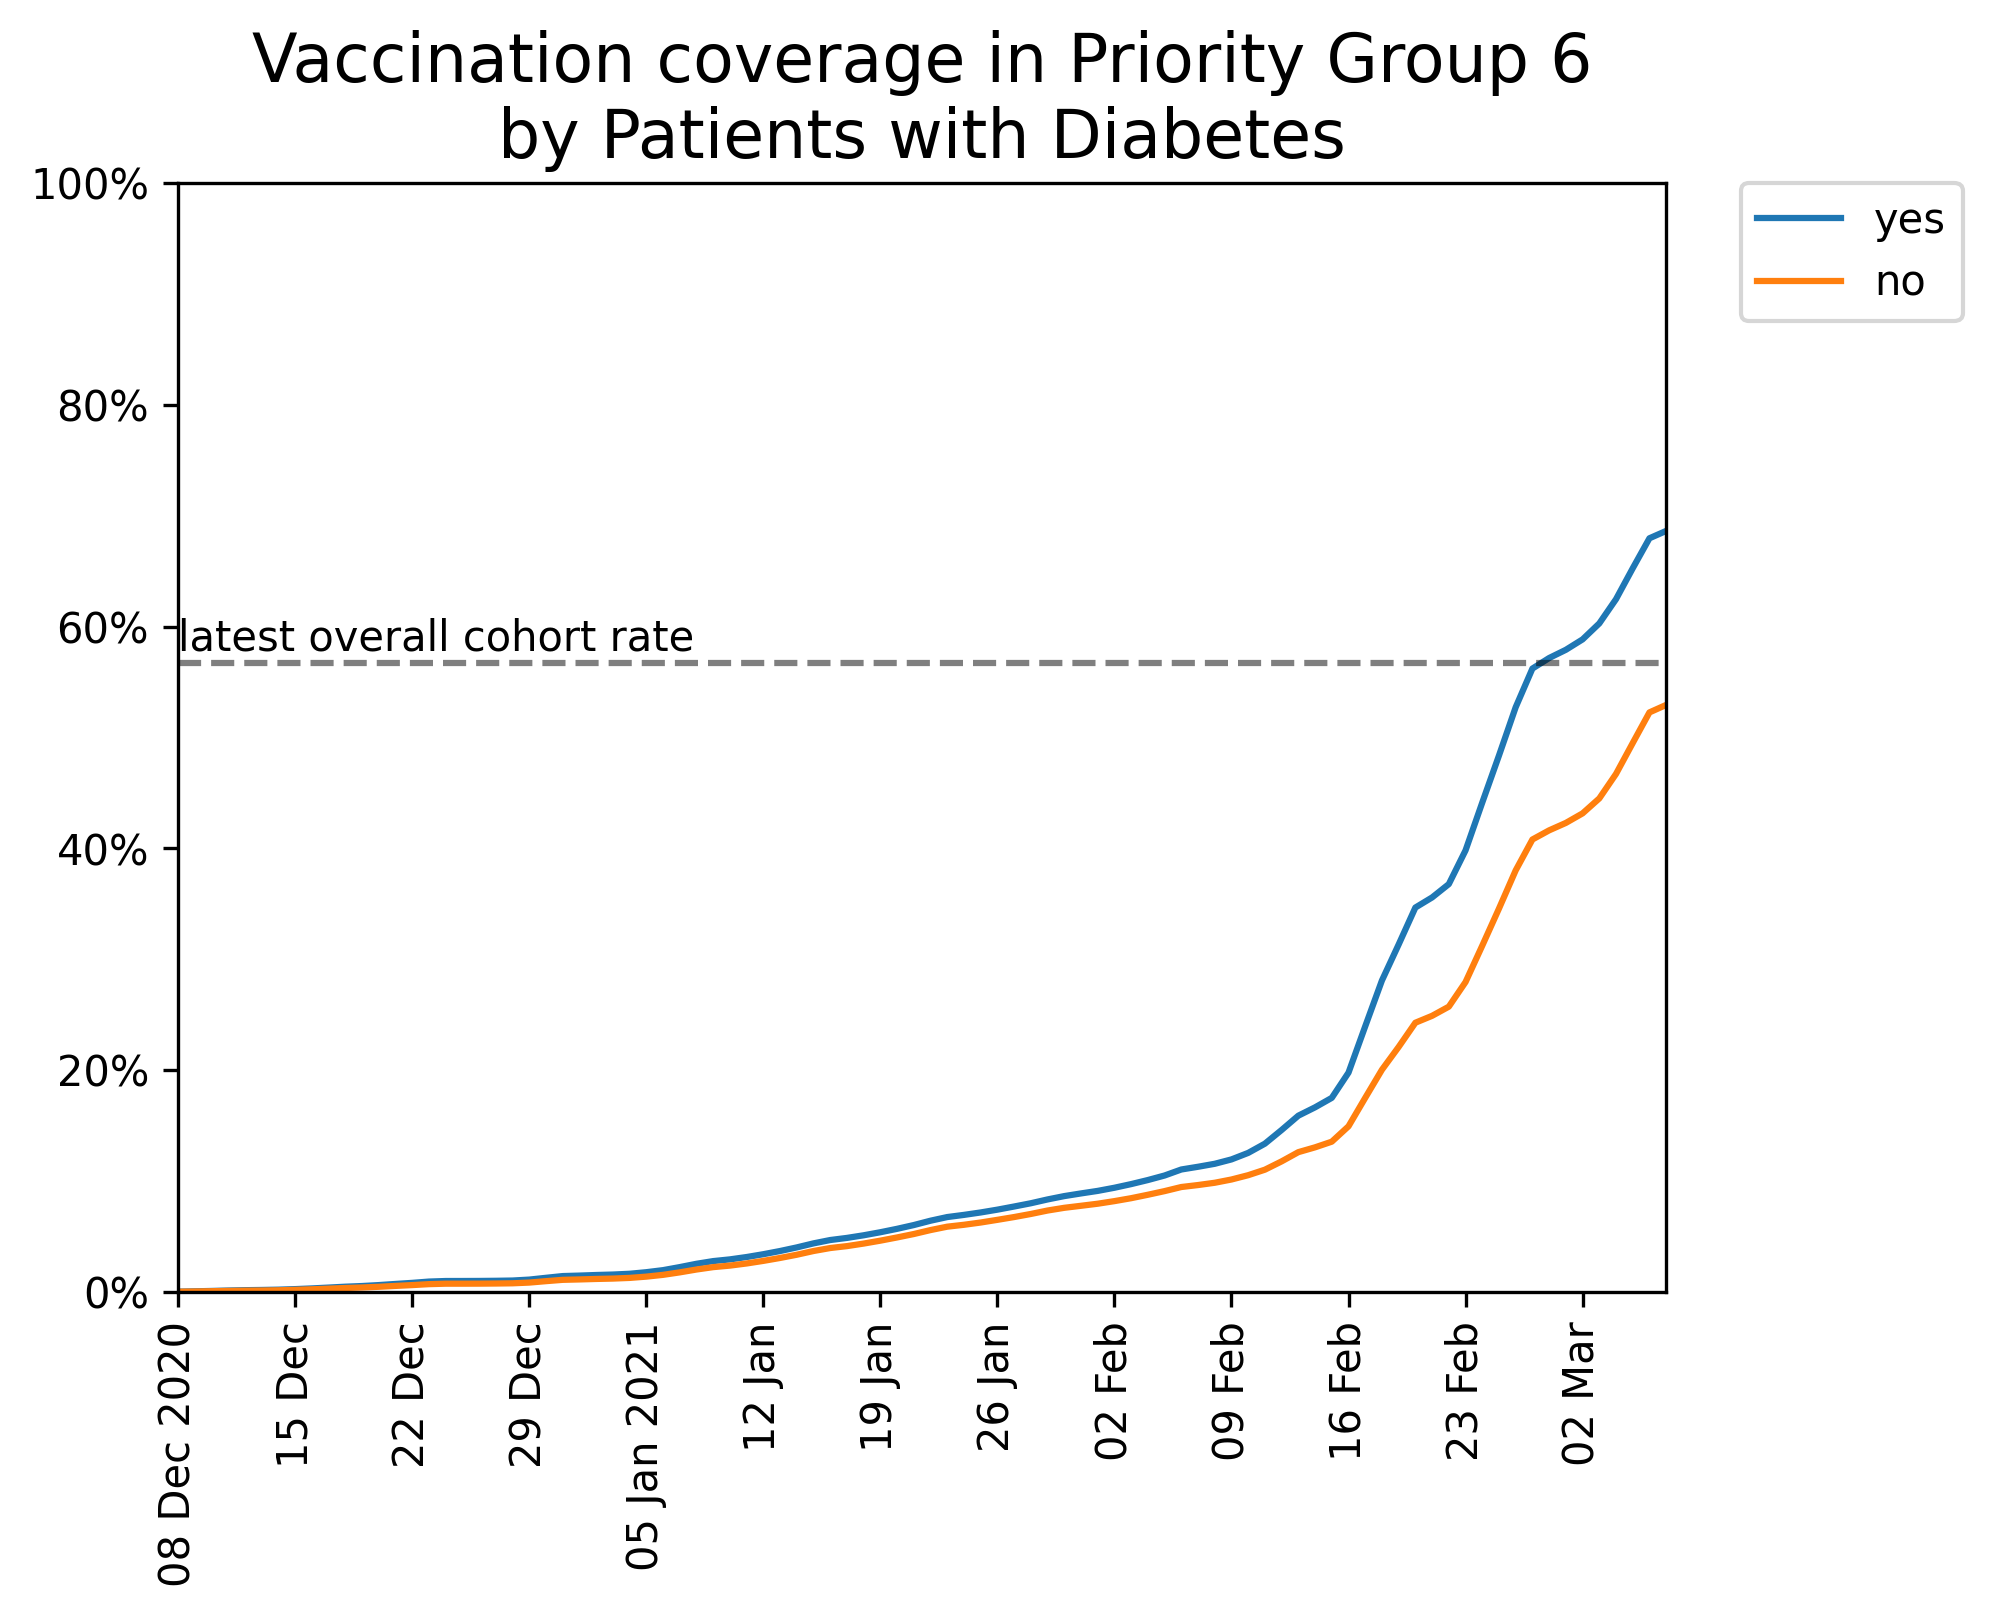 Vaccination coverage in Priority Group 6
by Patients with Diabetes
100%
80%
60%
40%
20%
0%
latest overall cohort rate
yes
no
08 Dec 2020
15 Dec
22 Dec
29 Dec
05 Jan 2021
12 Jan
19 Jan
26 Jan
02 Feb
09 Feb
16 Feb
23 Feb
02 Mar